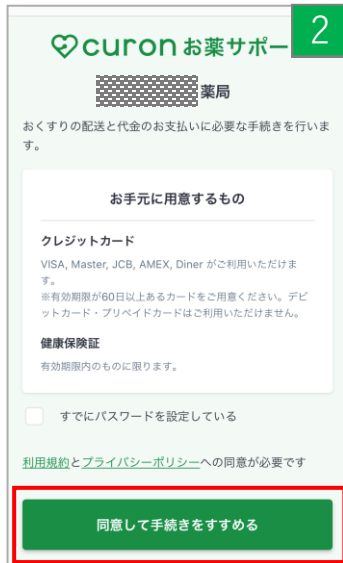 2
curon お薬サポー
薬局
おくすりの配送と代金のお支払いに必要な手続きを行いま
す。
お手元に用意するもの
クレジットカード
VISA, Master, JCB, AMEX, Diner がご利用いただけま
す。
※有効期限が60日以上あるカードをご用意ください。デビ
ットカード・プリペイドカードはご利用いただけません。
健康保険証
有効期限内のものに限ります。
すでにパスワードを設定している
利用規約とプライバシーポリシーへの同意が必要です
同意して手続きをすすめる